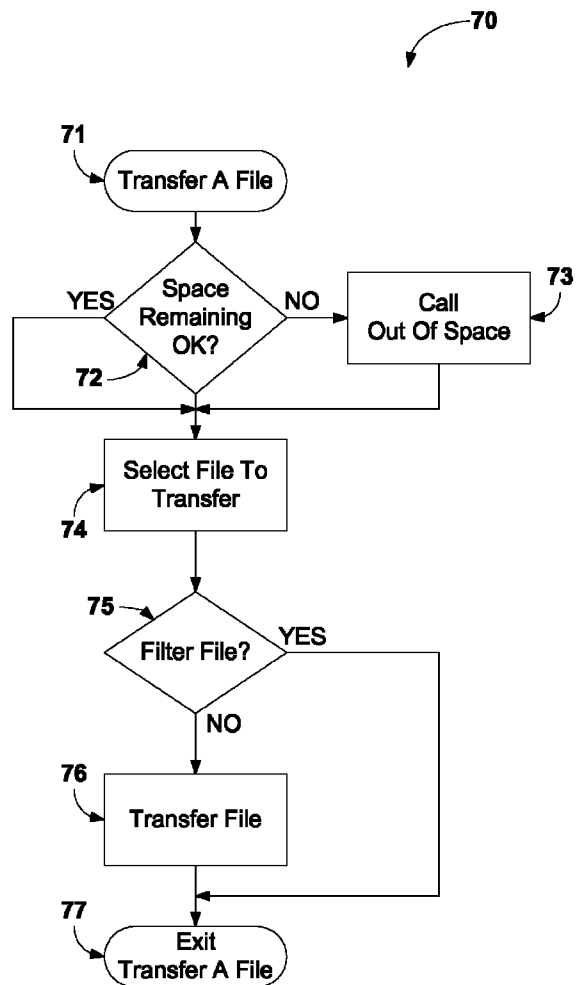 70
71
Transfer A File
YES
Space
Remaining
OK?
NO
72
Call
Out Of Space
73
Select File To
Transfer
74
75
Filter File?
YES
NO
76
Transfer File
77
Exit
Transfer A File